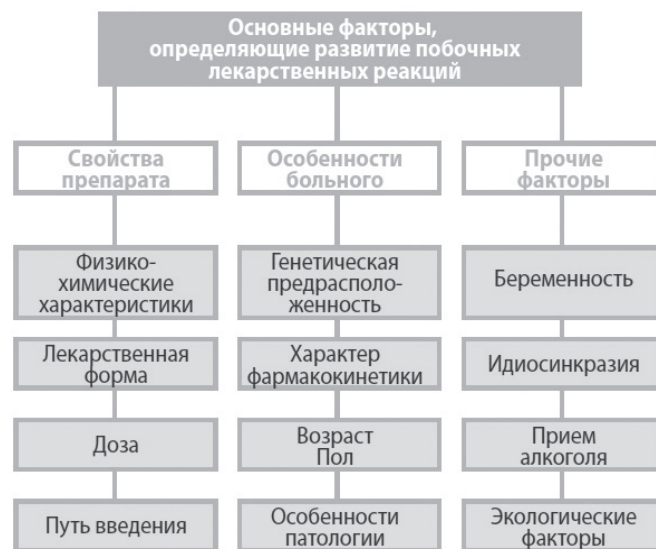 Основные факторы,
определяющие развитие побочных
лекарственных реакций
Свойства
препарата
Особенности
больного
Прочие
факторы
Физико-
химические
характеристики
Генетическая
предрасполо-
женность
Беременность
Лекарственная
форма
Характер
фармакокинетики
Идиосинкразия
Доза
Возраст
Пол
Прием
алкоголя
Путь введения
Особенности
патологии
Экологические
факторы